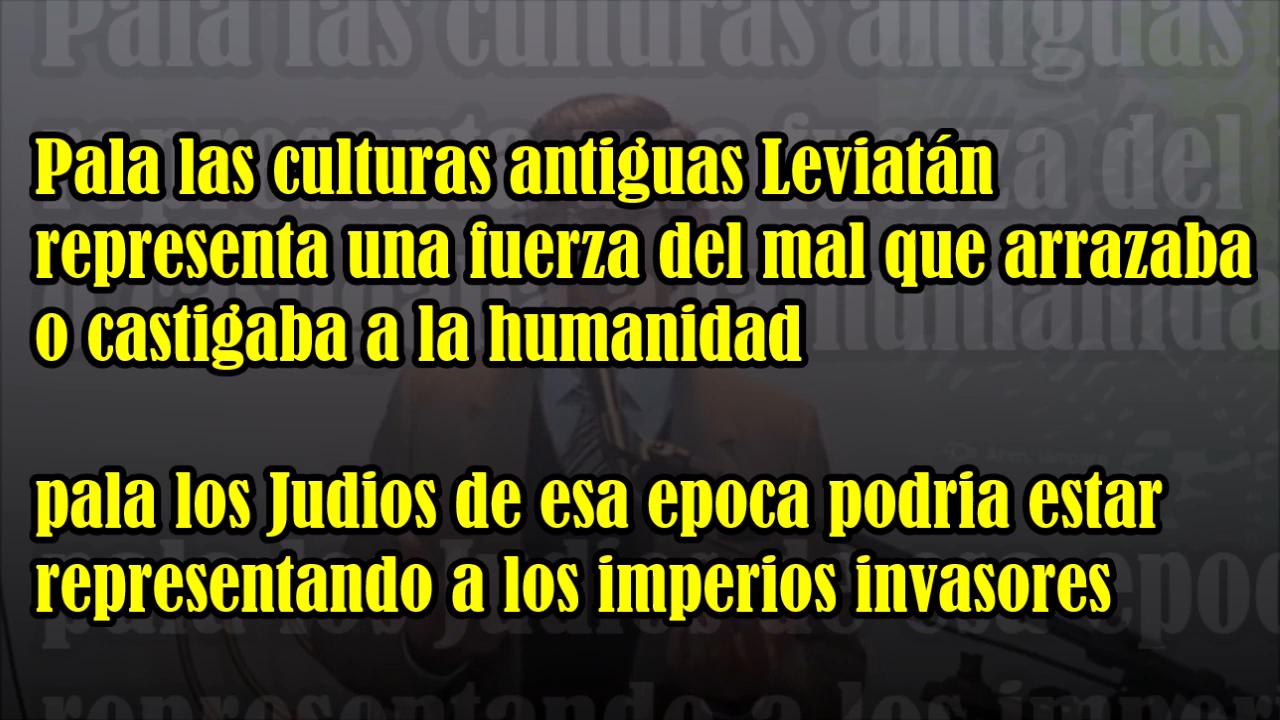 Pala las culturas antiguas Leviatán
representa una fuerza del mal que arrazaba
o castigaba a la humanidad
pala los Judios de esa epoca podria estar
representando a los imperios invasores